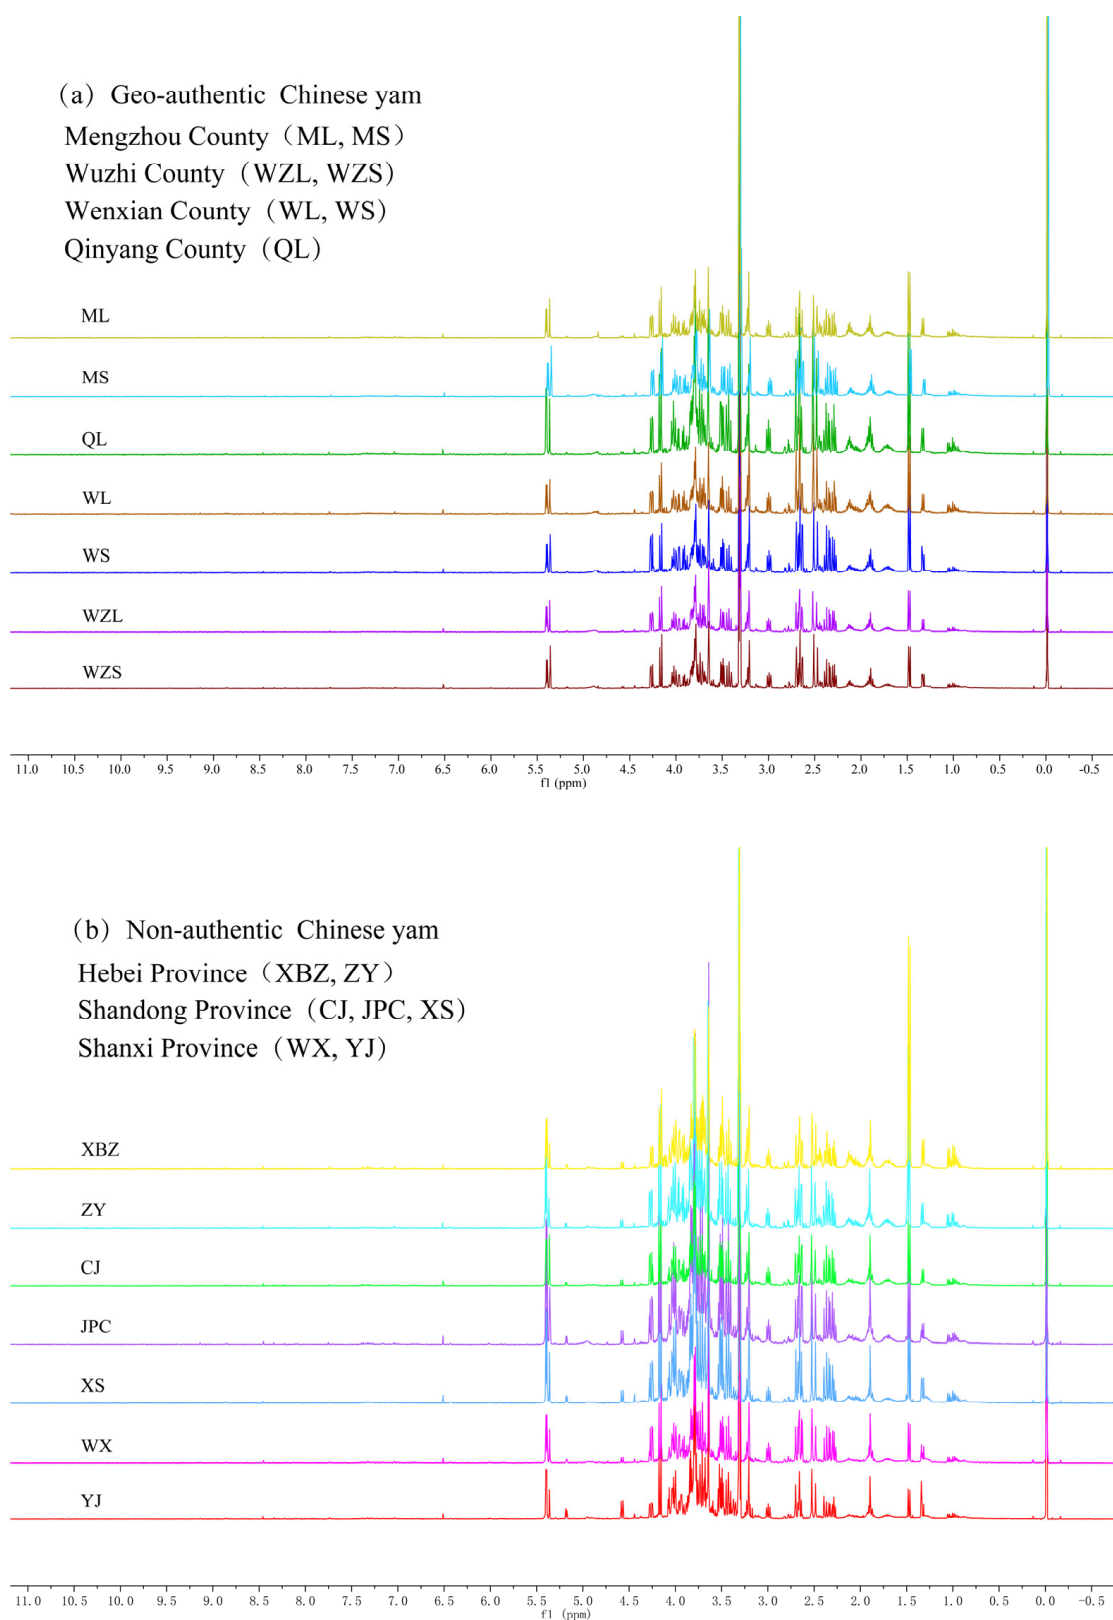 (a) Geo-authentic Chinese yam
Mengzhou County（ML, MS）
Wuzhi County（WZL, WZS）
Wenxian County（WL, WS）
Qinyang County（QL）
ML
MS
QL
WL
WS
WZL
WZS
11.0 10.5 10.0 9.5 9.0 8.5 8.0 7.5 7.0 6.5 6.0 5.5 5.0 4.5 4.0 3.5 3.0 2.5 2.0 1.5 1.0 0.5 0.0 -0.5
f1 (ppm)
(b) Non-authentic Chinese yam
Hebei Province（XBZ, ZY）
Shandong Province（CJ, JPC, XS）
Shanxi Province（WX, YJ）
XBZ
ZY
CJ
JPC
XS
WX
YJ
11.0 10.5 10.0 9.5 9.0 8.5 8.0 7.5 7.0 6.5 6.0 5.5 5.0 4.5 4.0 3.5 3.0 2.5 2.0 1.5 1.0 0.5 0.0 -0.5
f1 (ppm)